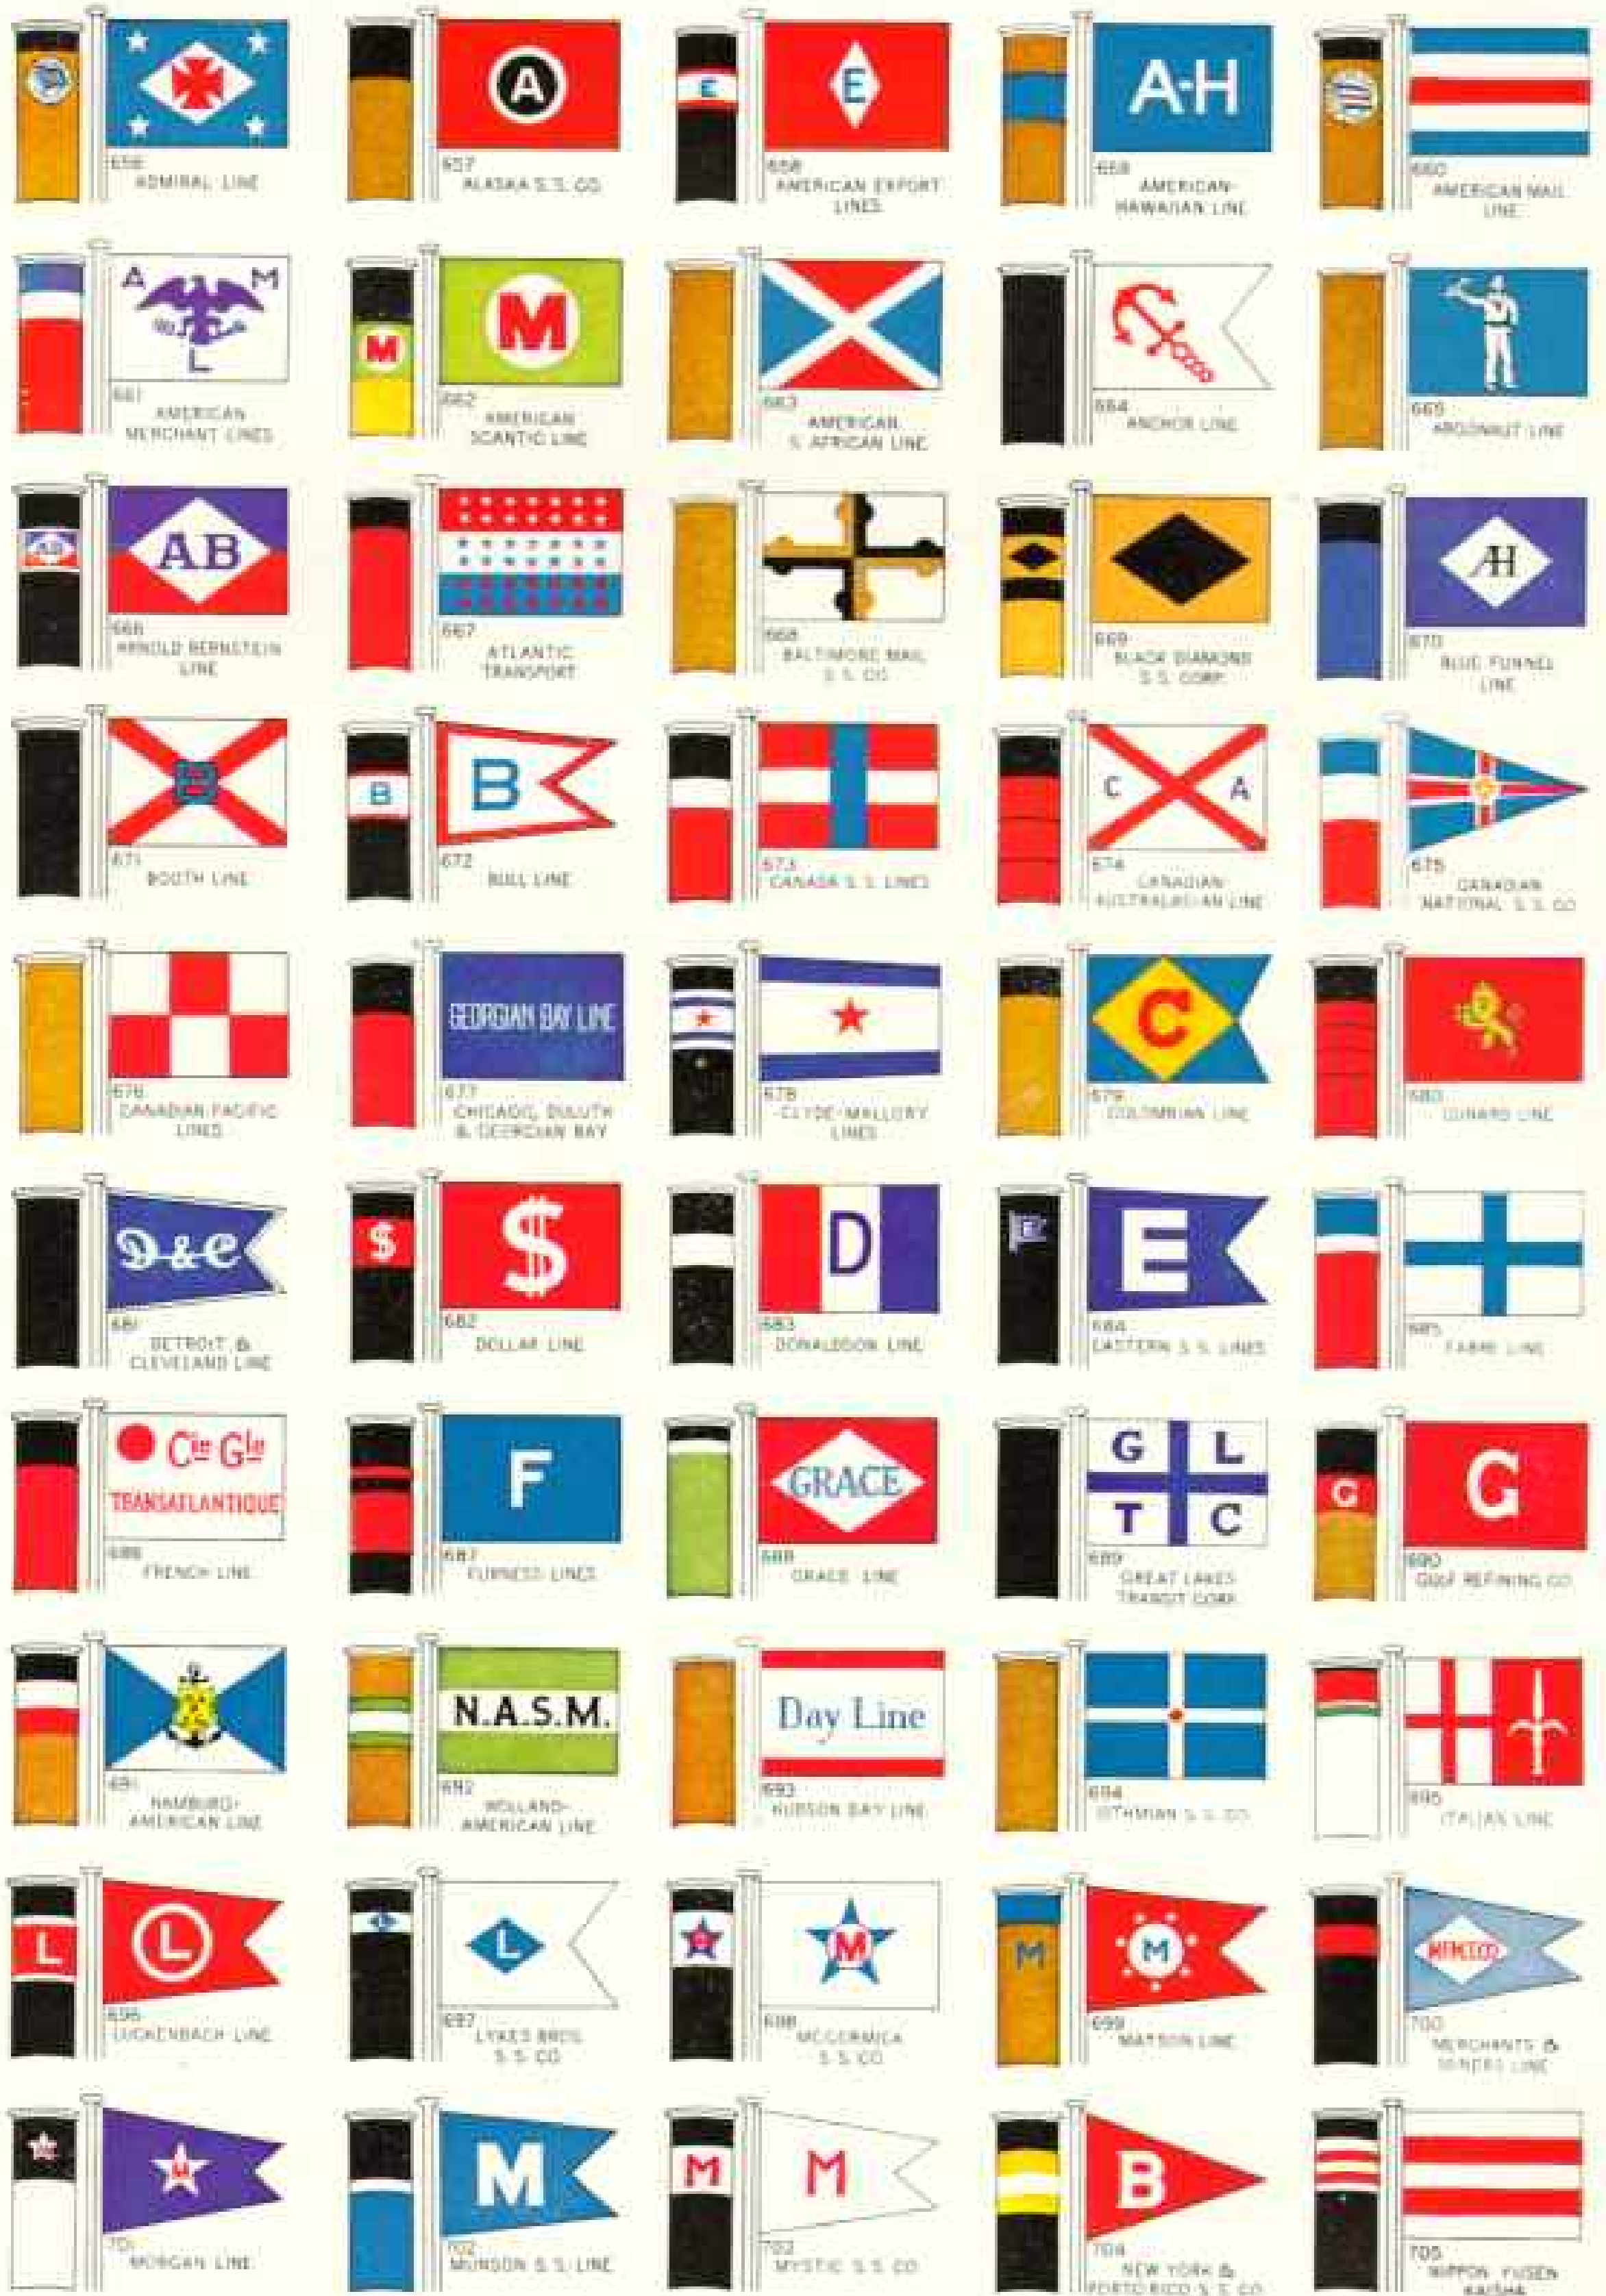 656
ADMIRAL LINE
A
657
ALASKA S. S. CO.
E
E
658
AMERICAN EXPORT
LINES
A-H
659
AMERICAN-
HAWAIIAN LINE
660
AMERICAN MAIL
LINE
A M
L
661
AMERICAN
MERCHANT LINES
M
M
662
AMERICAN
SCANTIC LINE
663
AMERICAN
S. AFRICAN LINE
664
ANCHOR LINE
665
ARGONAUT LINE
AB
AB
666
ARNOLD BERNSTEIN
LINE
667
ATLANTIC
TRANSPORT
668
BALTIMORE MAIL
S. S. CO.
669
BLACK DIAMOND
S. S. CORP.
AH
670
BLUE FUNNEL
LINE
671
BOOTH LINE
B
B
672
BULL LINE
673
CANADA S. S. LINES
C A
674
CANADIAN
AUSTRALASIAN LINE
675
CANADIAN
NATIONAL S. S. CO.
676
CANADIAN PACIFIC
LINES
GEORGIAN BAY LINE
677
CHICAGO, DULUTH
& GEORGIAN BAY
678
CLYDE-MALLORY
LINES
C
679
COLOMBIAN LINE
680
CUNARD LINE
D & C
681
DETROIT &
CLEVELAND LINE
$
$
682
DOLLAR LINE
D
683
DONALDSON LINE
E
E
684
EASTERN S. S. LINES
685
FABRE LINE
Cie Gle
TRANSATLANTIQUE
686
FRENCH LINE
F
687
FURNESS LINES
GRACE
688
GRACE LINE
G L
T C
689
GREAT LAKES
TRANSIT CORP.
G
G
690
GULF REFINING CO.
691
HAMBURG-
AMERICAN LINE
N.A.S.M.
692
HOLLAND-
AMERICAN LINE
Day Line
693
HUDSON DAY LINE
694
ISTHMIAN S. S. CO.
695
ITALIAN LINE
L
L
696
LUCKENBACH LINE
L
L
697
LYKES BROS.
S. S. CO.
M
698
MCCORMICK
S. S. CO.
M
M
699
MATSON LINE
700
MERCHANTS &
MINERS LINE
M
701
MORGAN LINE
M
702
MUNSON S. S. LINE
M
M
703
MYSTIC S. S. CO.
B
704
NEW YORK &
PORTO RICO S. S. CO.
705
NIPPON YUSEN
KAISHA